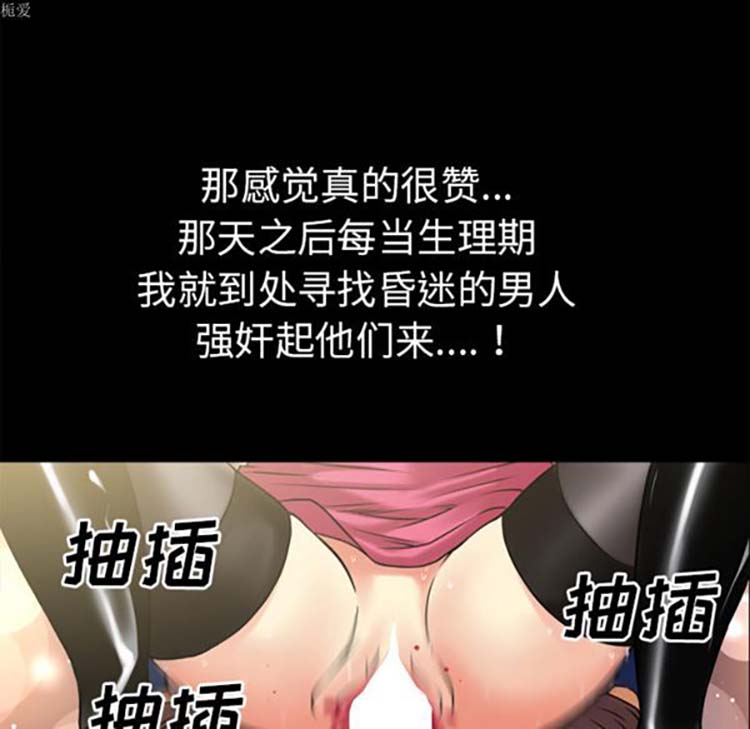 栀爱
那感觉真的很赞...
那天之后每当生理期
我就到处寻找昏迷的男人
强奸起他们来....！
抽插
抽插
抽插